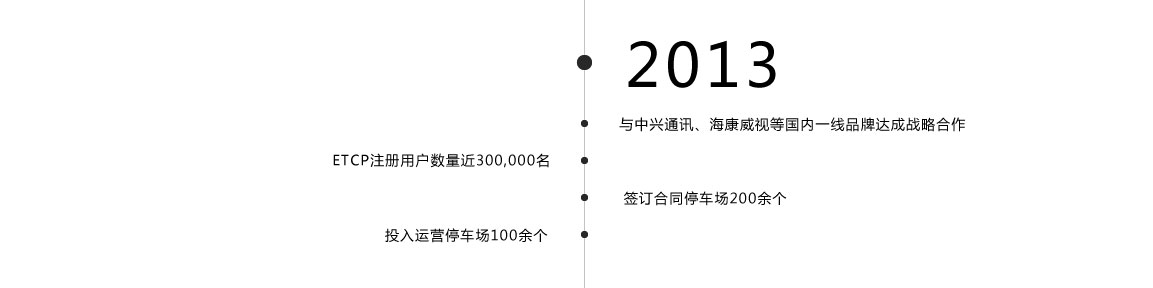 2013
与中兴通讯、海康威视等国内一线品牌达成战略合作
ETCP注册用户数量近300,000名
签订合同停车场200余个
投入运营停车场100余个